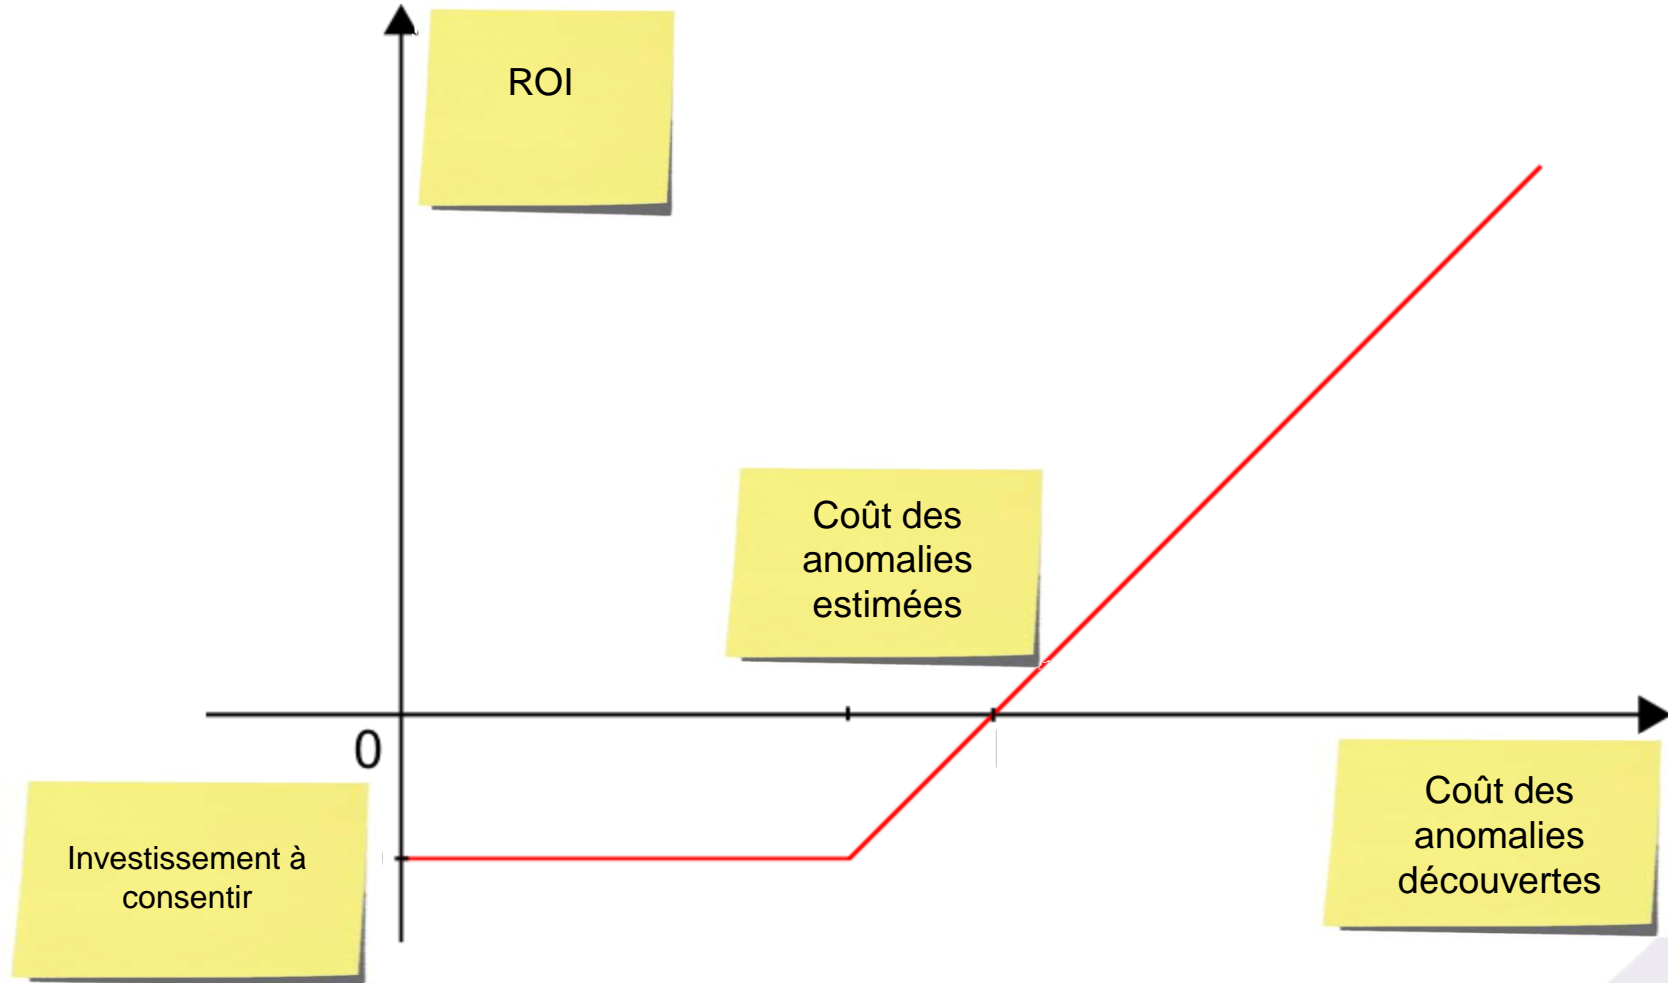 ROI
Coût des
anomalies
estimées
0
Investissement à
consentir
Coût des
anomalies
découvertes